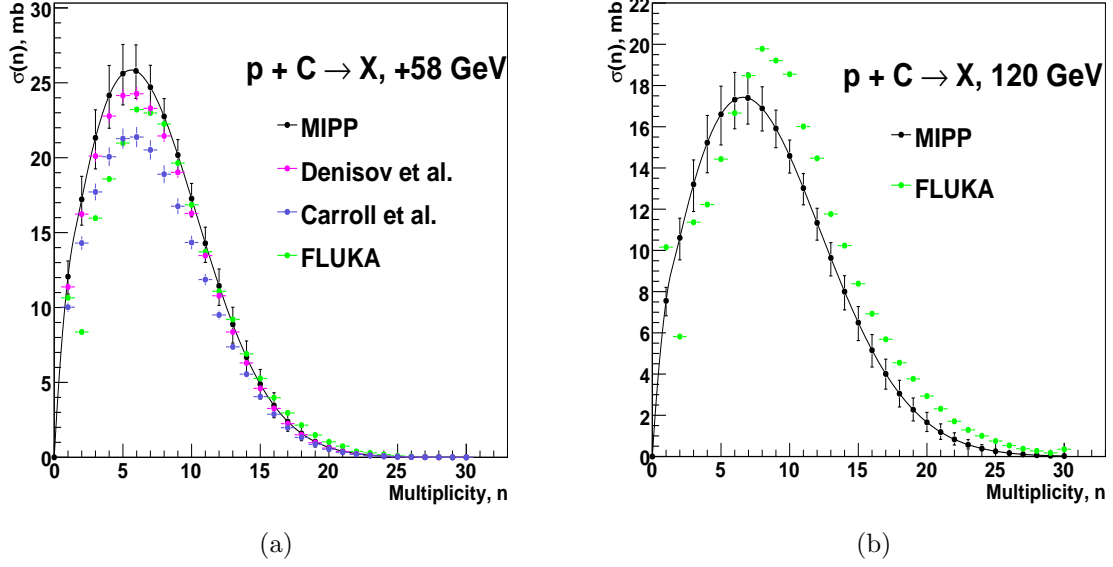 σ(n), mb
30
25
20
15
10
5
0
p + C → X, +58 GeV
MIPP
Denisov et al.
Carroll et al.
FLUKA
0 5 10 15 20 25 30
Multiplicity, n
(a)
σ(n), mb
22
20
18
16
14
12
10
8
6
4
2
0
p + C → X, 120 GeV
MIPP
FLUKA
0 5 10 15 20 25 30
Multiplicity, n
(b)